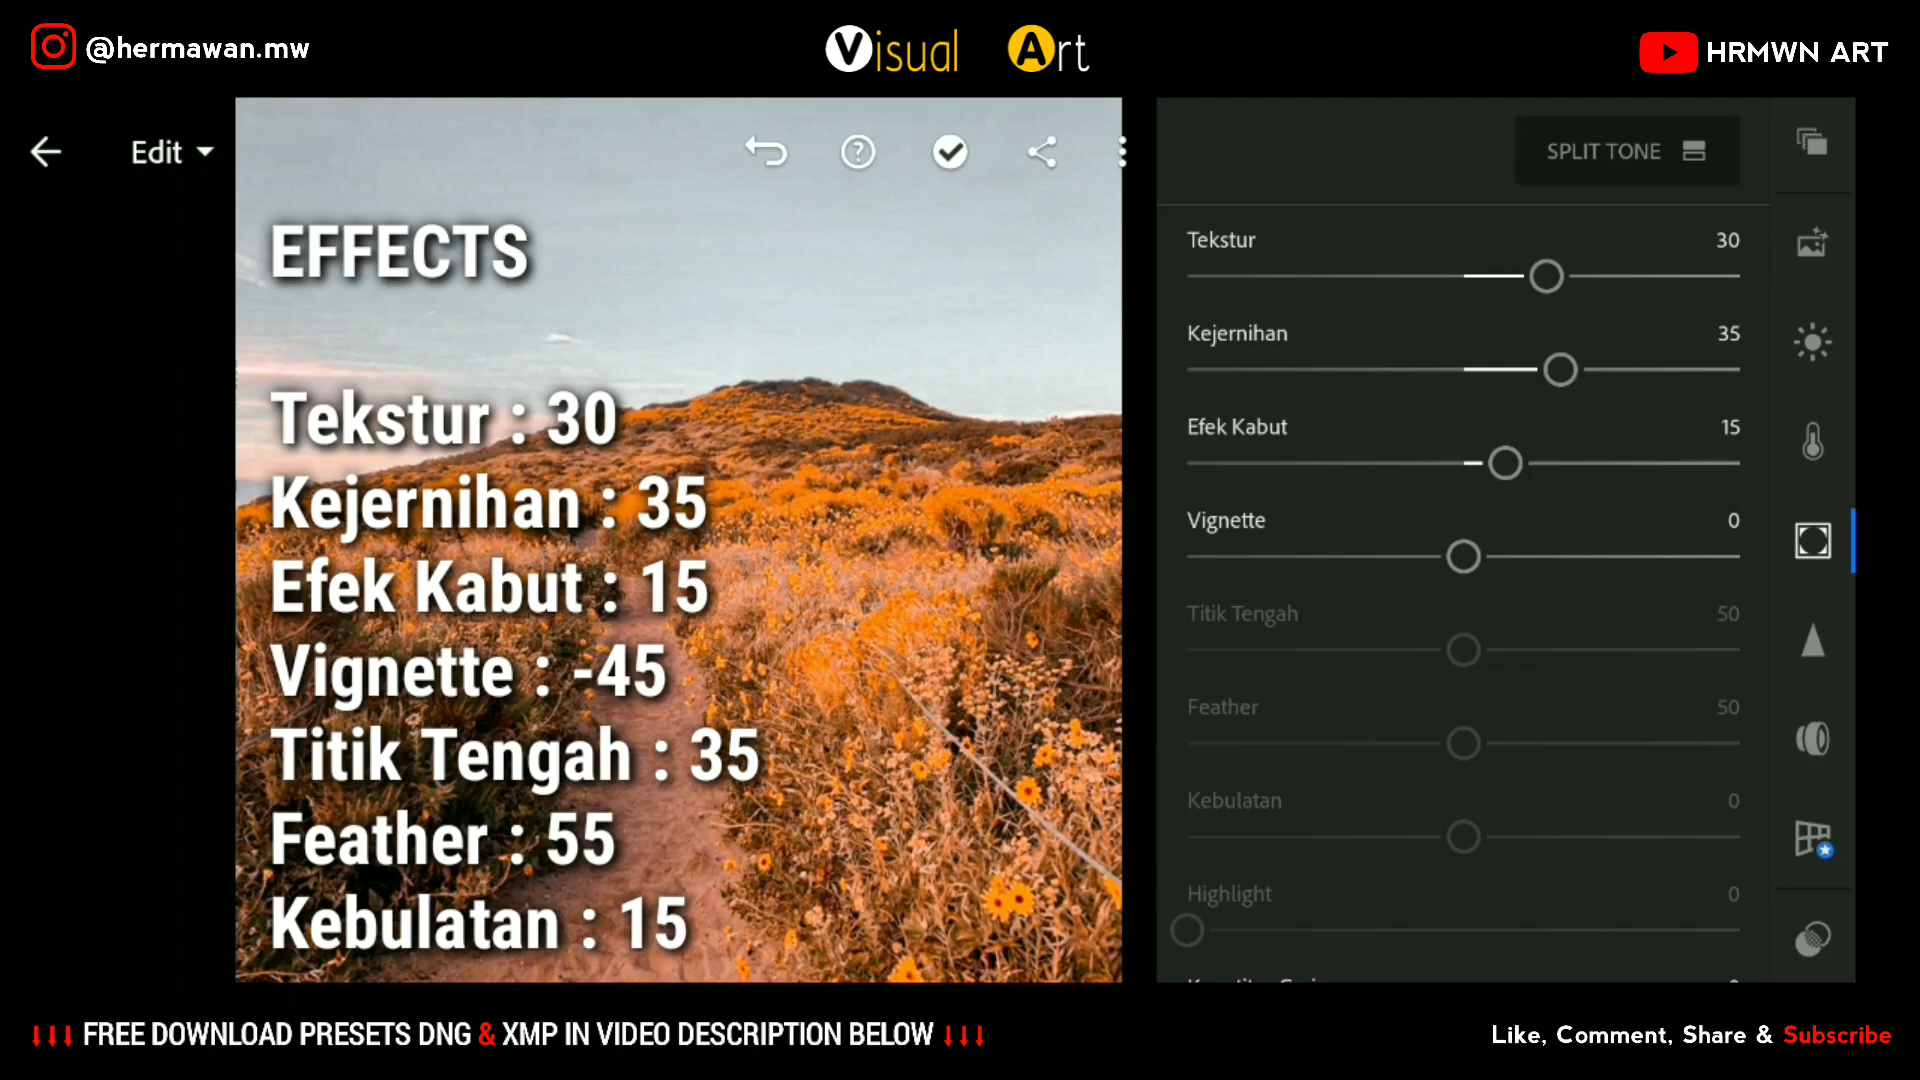 @hermawan.mw
Visual Art
HRMWN ART
Edit
SPLIT TONE
EFFECTS
Tekstur : 30
Kejernihan : 35
Efek Kabut : 15
Vignette : -45
Titik Tengah : 35
Feather : 55
Kebulatan : 15
Tekstur 30
Kejernihan 35
Efek Kabut 15
Vignette 0
Titik Tengah 50
Feather 50
Kebulatan 0
Highlight 0
FREE DOWNLOAD PRESETS DNG & XMP IN VIDEO DESCRIPTION BELOW
Like, Comment, Share & Subscribe